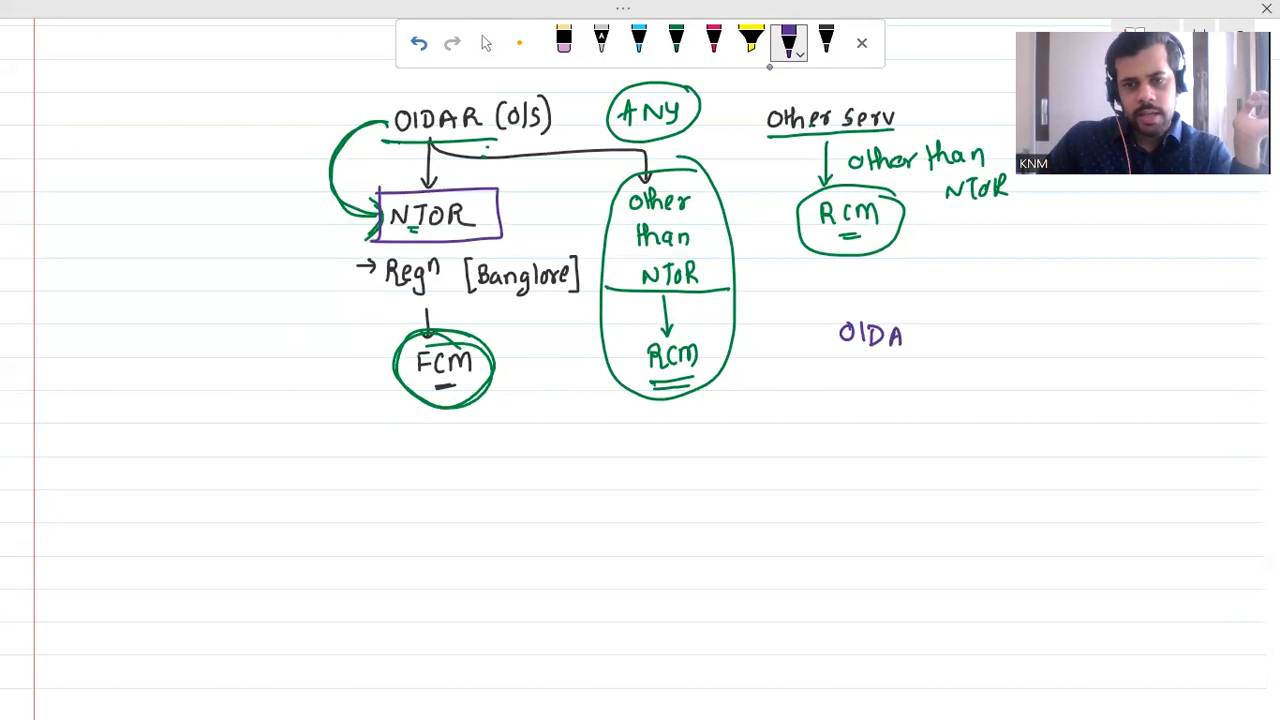 OIDAR (O/S)
ANY
Other Serv
other than
NTOR
RCM
NTOR
other
than
NTOR
→ Regn [Banglore]
FCM
RCM
OIDA
KNM